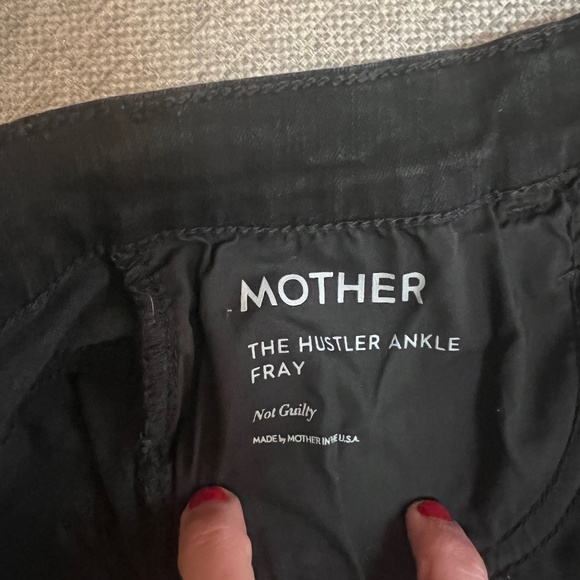 MOTHER
THE HUSTLER ANKLE
FRAY
Not Guilty
MADE by MOTHER IN THE U.S.A.